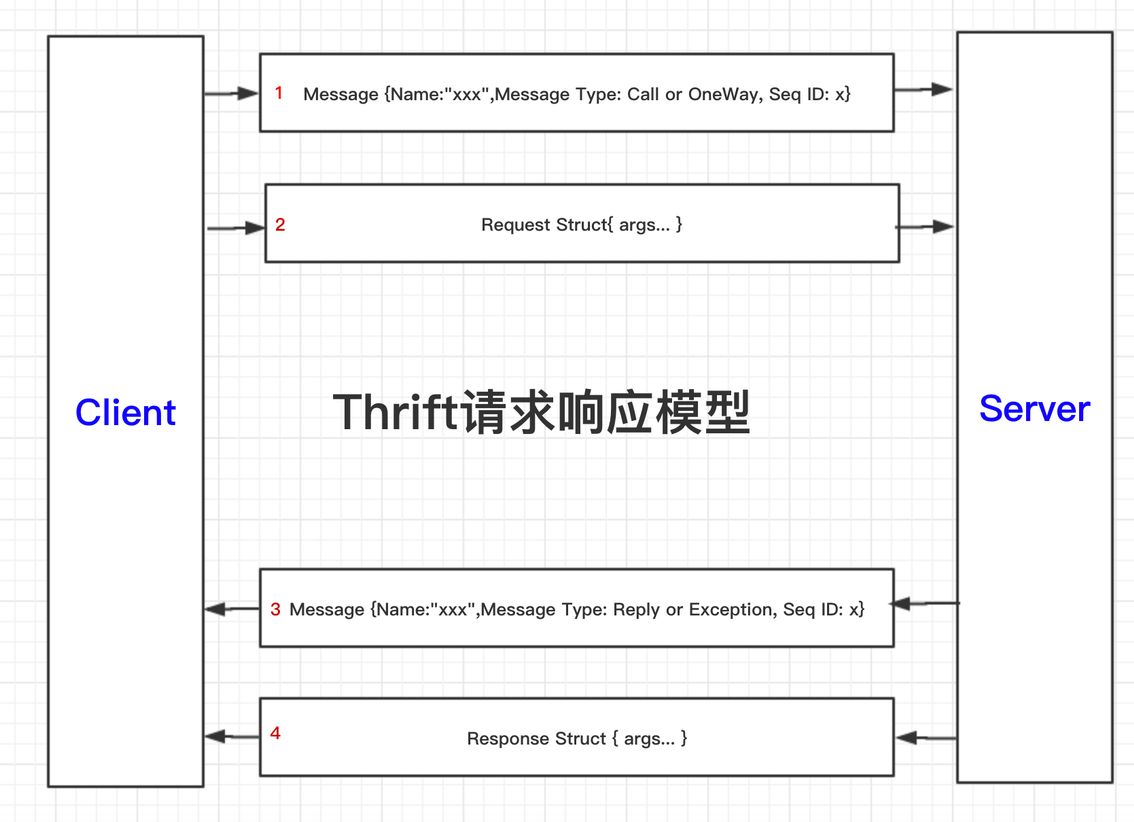 1 Message {Name:"xxx",Message Type: Call or OneWay, Seq ID: x}
2 Request Struct{ args... }
Client
Thrift请求响应模型
Server
3 Message {Name:"xxx",Message Type: Reply or Exception, Seq ID: x}
4 Response Struct { args... }